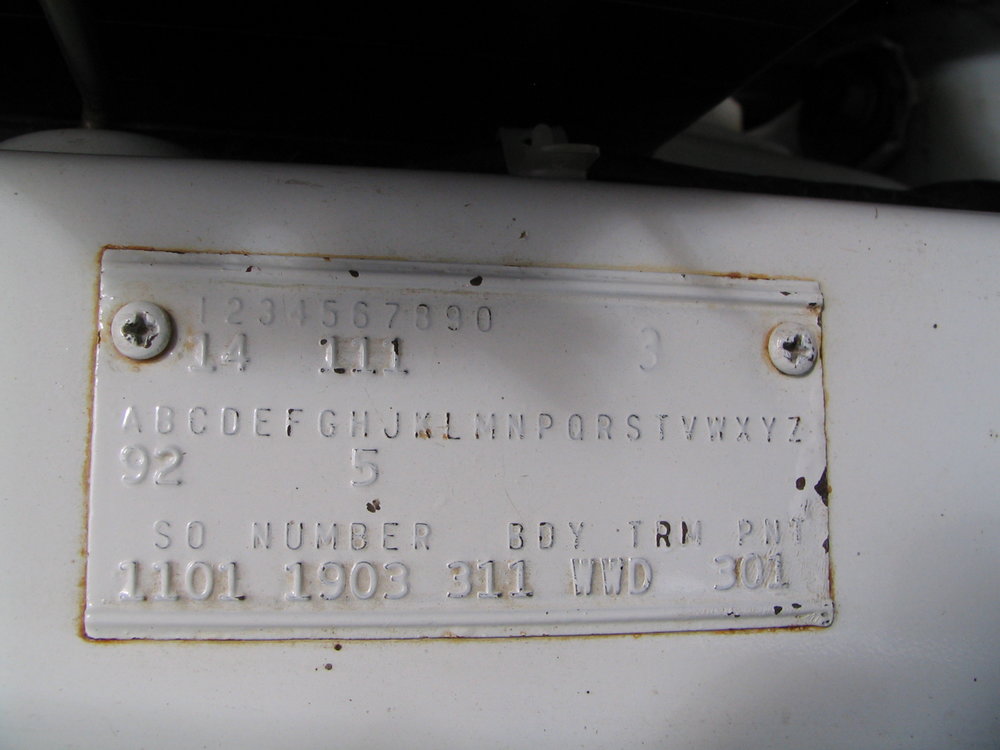 1234567890
14 111 3
ABCDEFGHJKLMNPQRSTVWXYZ
92 5
SO NUMBER BDY TRM PNT
1101 1903 311 WWD 301